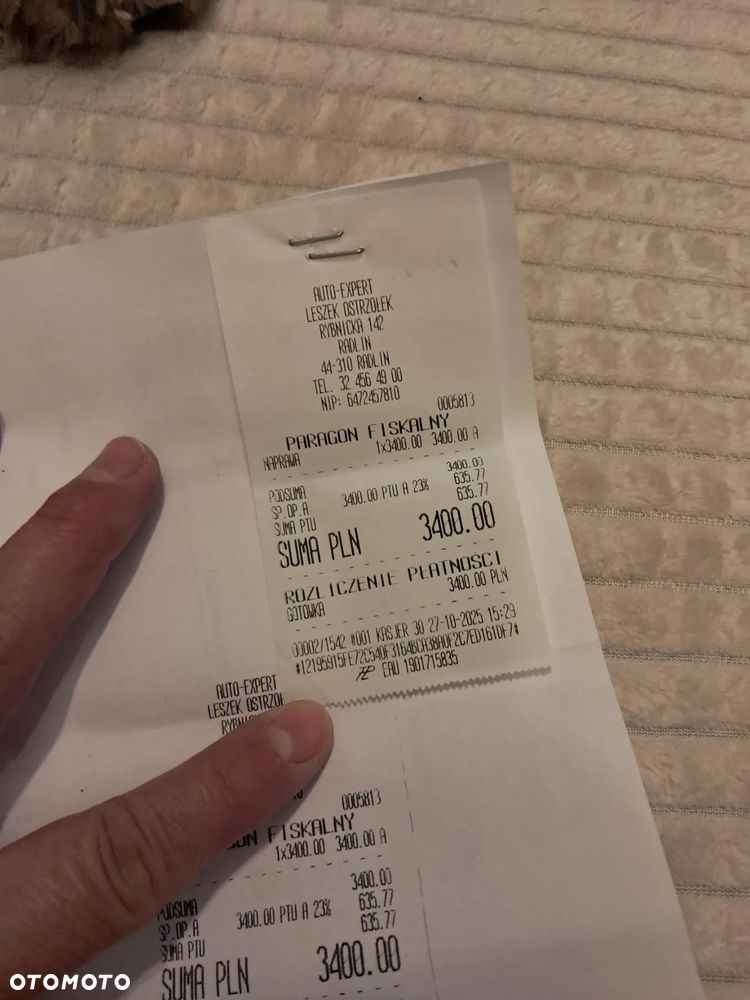 AUTO-EXPERT
LESZEK OSTRZOŁEK
RYBNICKA 142
RADLIN
44-310 RADLIN
TEL. 32 456 49 00
NIP: 6472457810
0005813
PARAGON FISKALNY
NAPRAWA 1x3400.00 3400.00 A
PODSUMA 3400.00
SP.OP.A 3400.00 PTU A 23% 635.77
SUMA PTU 635.77
SUMA PLN 3400.00
ROZLICZENIE PŁATNOŚCI
GOTÓWKA 3400.00 PLN
00002/1542 #001 KASJER 30 27-10-2025 15:29
EAU 1901715835
AUTO-EXPERT
LESZEK OSTRZOŁ
0005813
FISKALNY
1x3400.00 3400.00 A
PODSUMA 3400.00
SP.OP.A 3400.00 PTU A 23% 635.77
SUMA PTU 635.77
SUMA PLN 3400.00
OTOMOTO